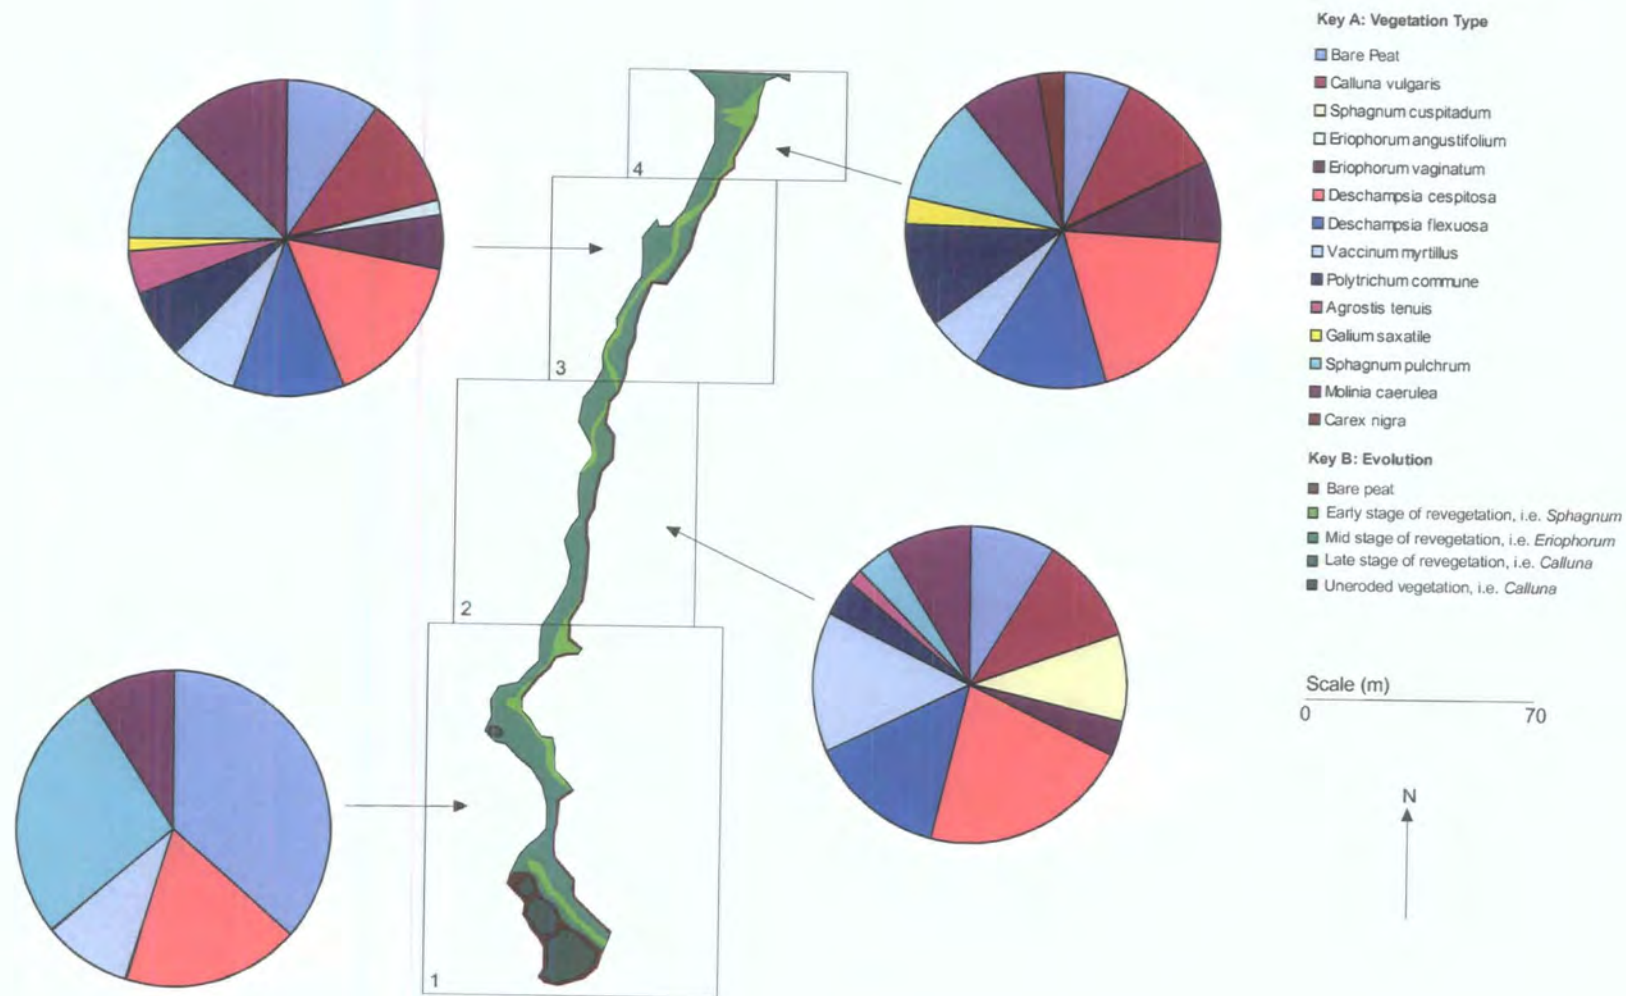 Key A: Vegetation Type
Bare Peat
Calluna vulgaris
Sphagnum cuspitadum
Eriophorum angustifolium
Eriophorum vaginatum
Deschampsia cespitosa
Deschampsia flexuosa
Vaccinum myrtillus
Polytrichum commune
Agrostis tenuis
Galium saxatile
Sphagnum pulchrum
Molinia caerulea
Carex nigra
Key B: Evolution
Bare peat
Early stage of revegetation, i.e. Sphagnum
Mid stage of revegetation, i.e. Eriophorum
Late stage of revegetation, i.e. Calluna
Uneroded vegetation, i.e. Calluna
Scale (m)
0 70
N
4
3
2
1